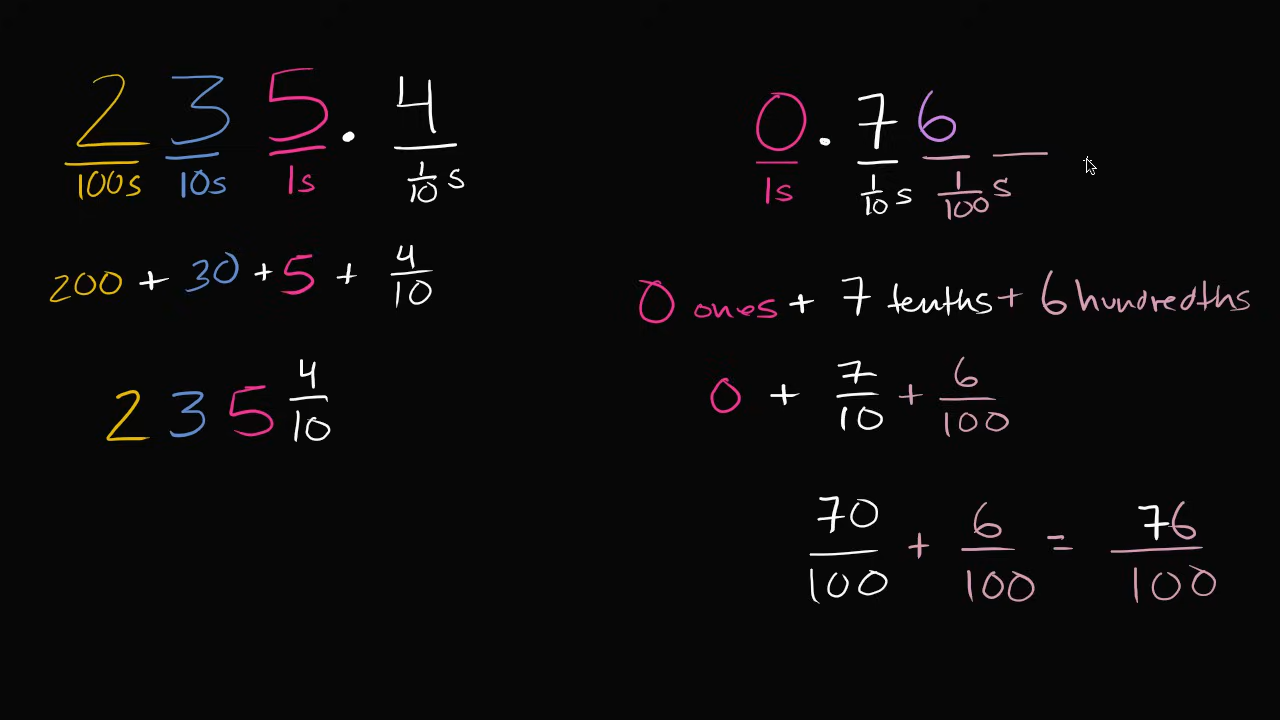 2 3 5 . 4
100s 10s 1s 1/10 s
200 + 30 + 5 + 4/10
2 3 5 4/10
0 . 7 6
1s 1/10 s 1/100 s
0 ones + 7 tenths + 6 hundredths
0 + 7/10 + 6/100
70/100 + 6/100 = 76/100